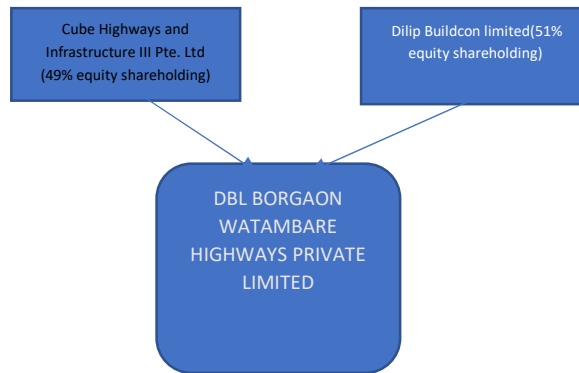 Cube Highways and
Infrastructure III Pte. Ltd
(49% equity shareholding)
Dilip Buildcon limited(51%
equity shareholding)
DBL BORGAON
WATAMBARE
HIGHWAYS PRIVATE
LIMITED